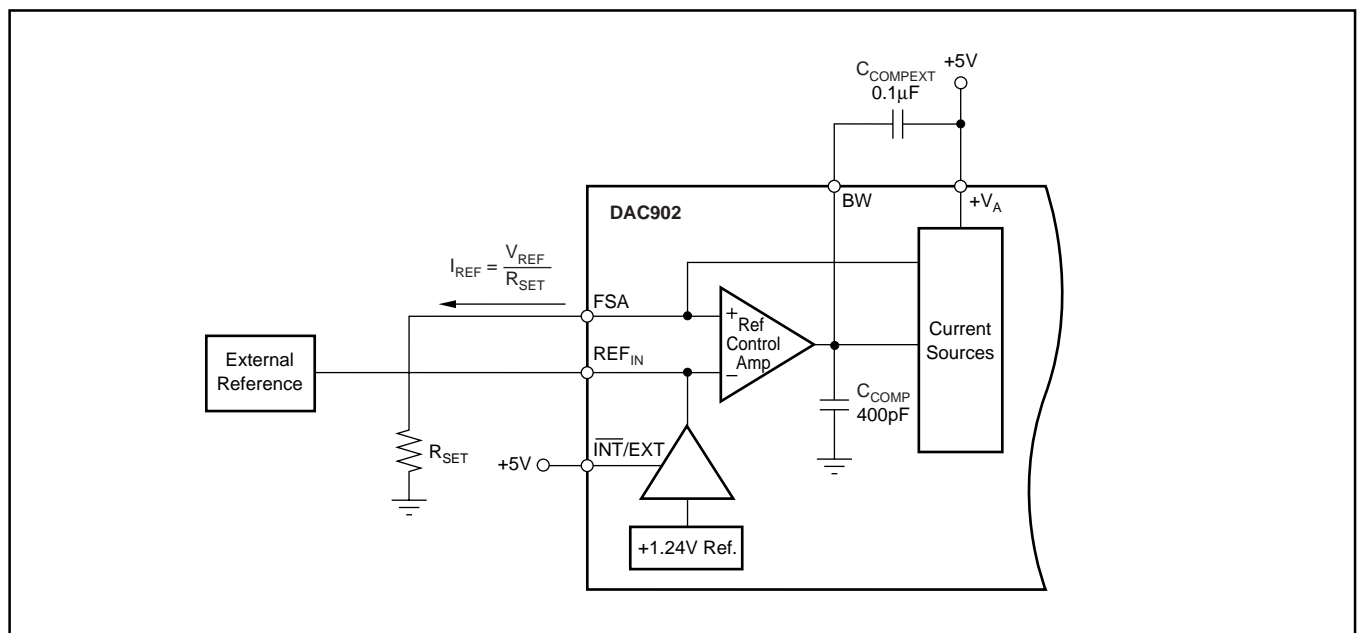 +5V
C_COMPEXT
0.1µF
BW
+V_A
DAC902
I_REF = V_REF / R_SET
FSA
+
Ref
Control
Amp
−
Current
Sources
External
Reference
REF_IN
C_COMP
400pF
R_SET
+5V
I̅N̅T̅/EXT
+1.24V Ref.